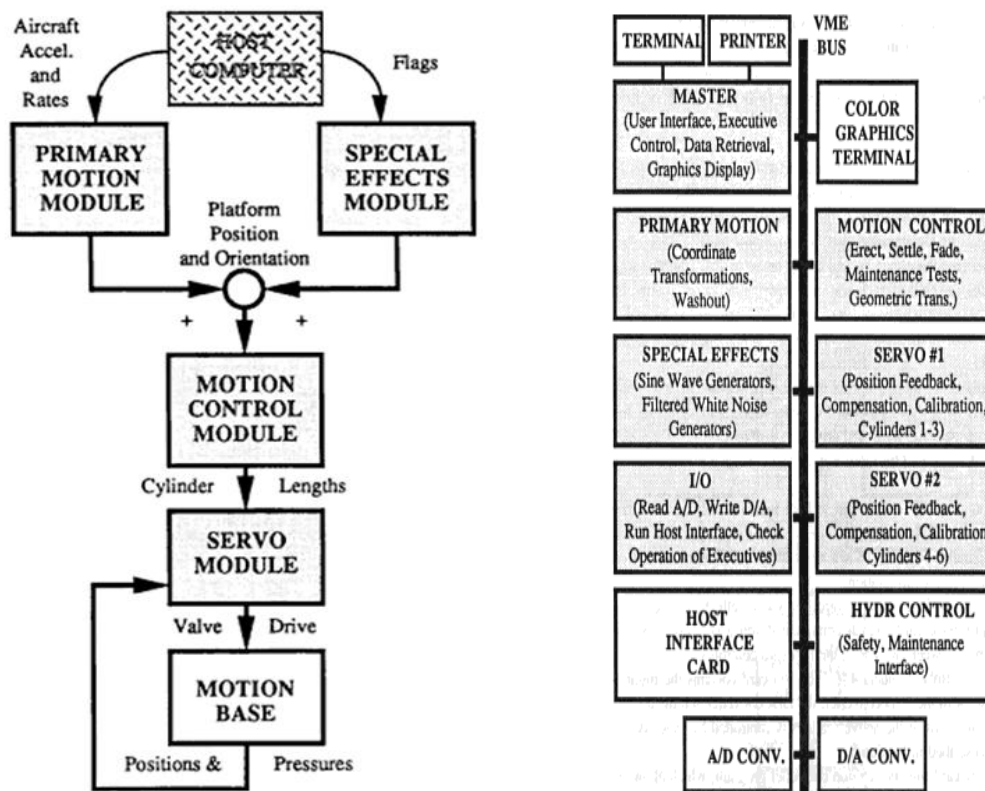 Aircraft
Accel.
and
Rates
HOST
COMPUTER
Flags
PRIMARY
MOTION
MODULE
SPECIAL
EFFECTS
MODULE
Platform
Position
and Orientation
+ +
MOTION
CONTROL
MODULE
Cylinder Lengths
SERVO
MODULE
Valve Drive
MOTION
BASE
Positions & Pressures
TERMINAL
PRINTER
VME
BUS
MASTER
(User Interface, Executive
Control, Data Retrieval,
Graphics Display)
COLOR
GRAPHICS
TERMINAL
PRIMARY MOTION
(Coordinate
Transformations,
Washout)
MOTION CONTROL
(Erect, Settle, Fade,
Maintenance Tests,
Geometric Trans.)
SPECIAL EFFECTS
(Sine Wave Generators,
Filtered White Noise
Generators)
SERVO #1
(Position Feedback,
Compensation, Calibration,
Cylinders 1-3)
I/O
(Read A/D, Write D/A,
Run Host Interface, Check
Operation of Executives)
SERVO #2
(Position Feedback,
Compensation, Calibration
Cylinders 4-6)
HOST
INTERFACE
CARD
HYDR CONTROL
(Safety, Maintenance
Interface)
A/D CONV.
D/A CONV.